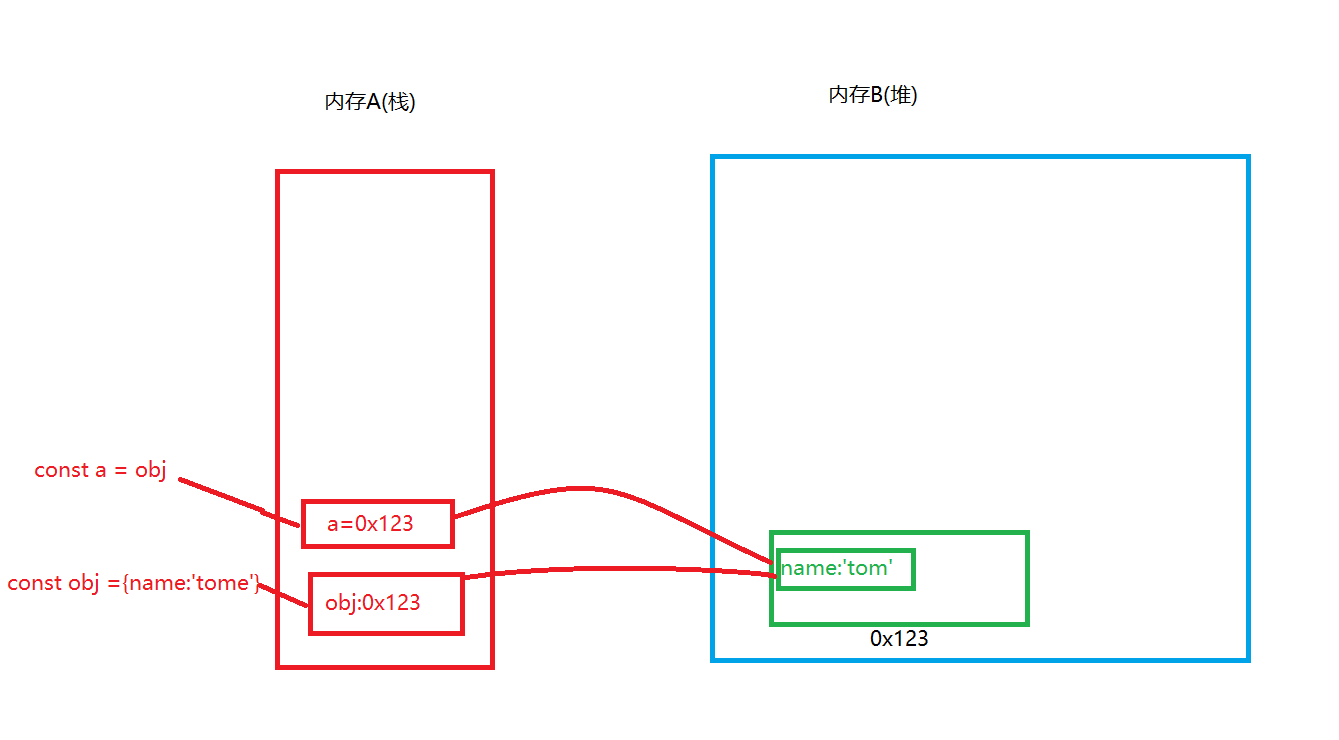 内存A(栈)
内存B(堆)
const a = obj
a=0x123
const obj ={name:'tome'}
obj:0x123
name:'tom'
0x123